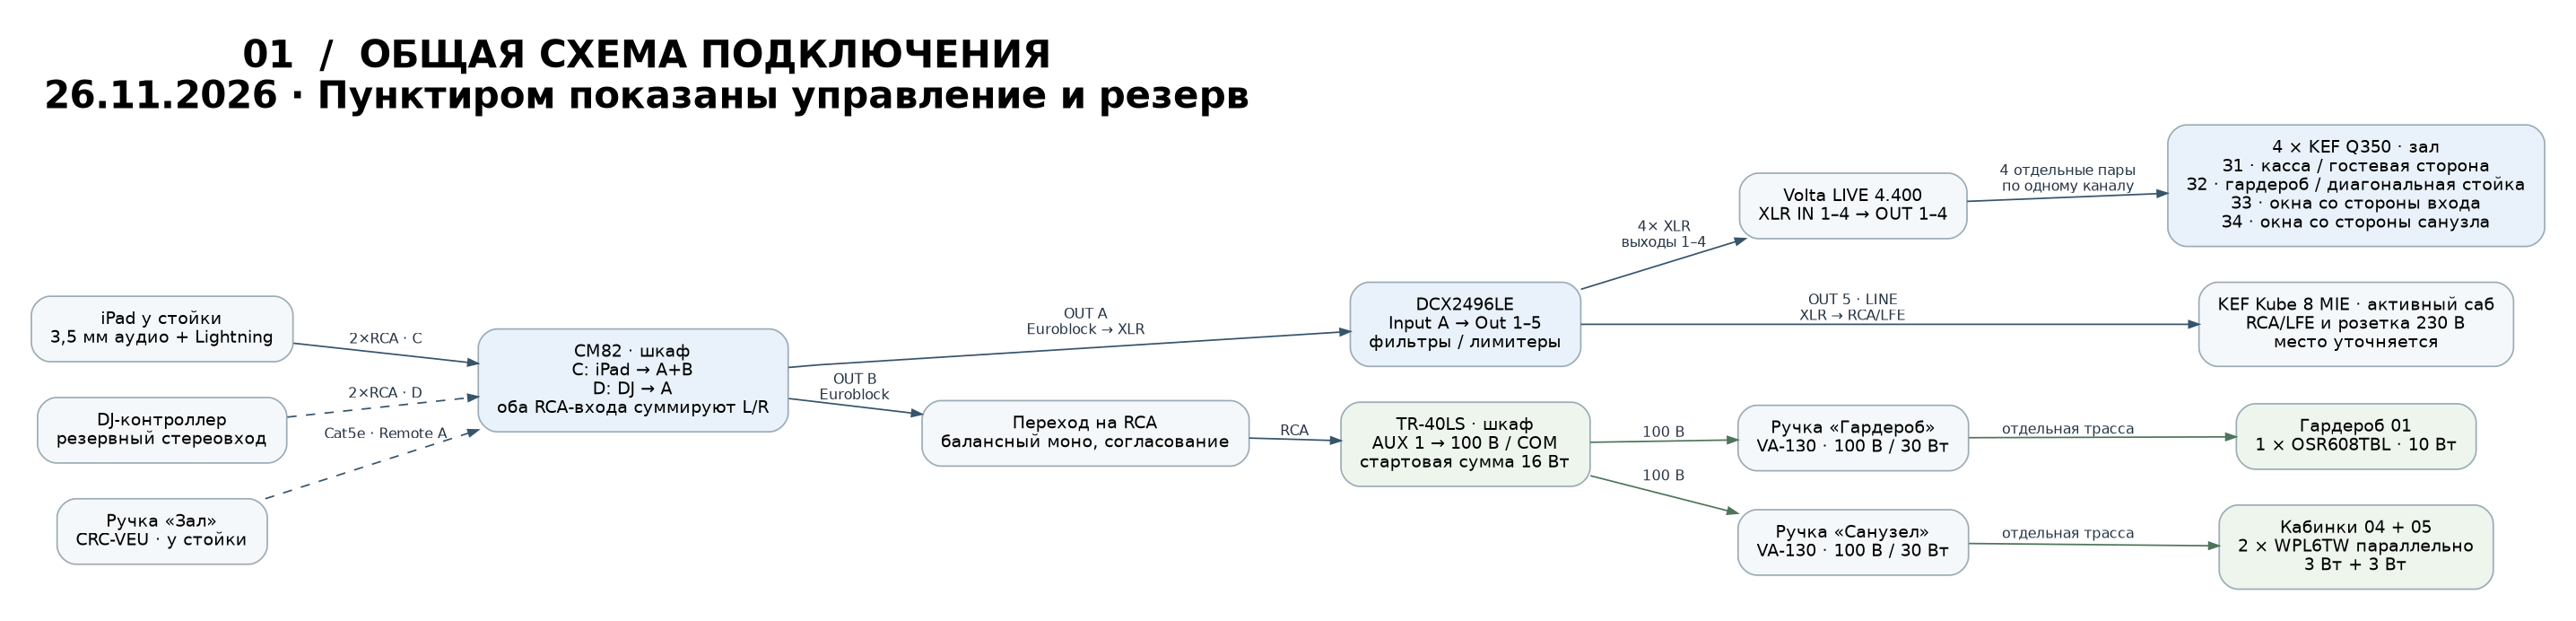 01 / ОБЩАЯ СХЕМА ПОДКЛЮЧЕНИЯ
26.11.2026 · Пунктиром показаны управление и резерв
iPad у стойки
3,5 мм аудио + Lightning
DJ-контроллер
резервный стереовход
Ручка «Зал»
CRC-VEU · у стойки
2×RCA · C
2×RCA · D
Cat5e · Remote A
CM82 · шкаф
C: iPad → A+B
D: DJ → A
оба RCA-входа суммируют L/R
OUT A
Euroblock → XLR
OUT B
Euroblock
Переход на RCA
балансный моно, согласование
RCA
DCX2496LE
Input A → Out 1–5
фильтры / лимитеры
TR-40LS · шкаф
AUX 1 → 100 В / COM
стартовая сумма 16 Вт
4× XLR
выходы 1–4
OUT 5 · LINE
XLR → RCA/LFE
100 В
100 В
Volta LIVE 4.400
XLR IN 1–4 → OUT 1–4
Ручка «Гардероб»
VA-130 · 100 В / 30 Вт
Ручка «Санузел»
VA-130 · 100 В / 30 Вт
4 отдельные пары
по одному каналу
отдельная трасса
отдельная трасса
4 × KEF Q350 · зал
З1 · касса / гостевая сторона
З2 · гардероб / диагональная стойка
З3 · окна со стороны входа
З4 · окна со стороны санузла
KEF Kube 8 MIE · активный саб
RCA/LFE и розетка 230 В
место уточняется
Гардероб 01
1 × OSR608TBL · 10 Вт
Кабинки 04 + 05
2 × WPL6TW параллельно
3 Вт + 3 Вт